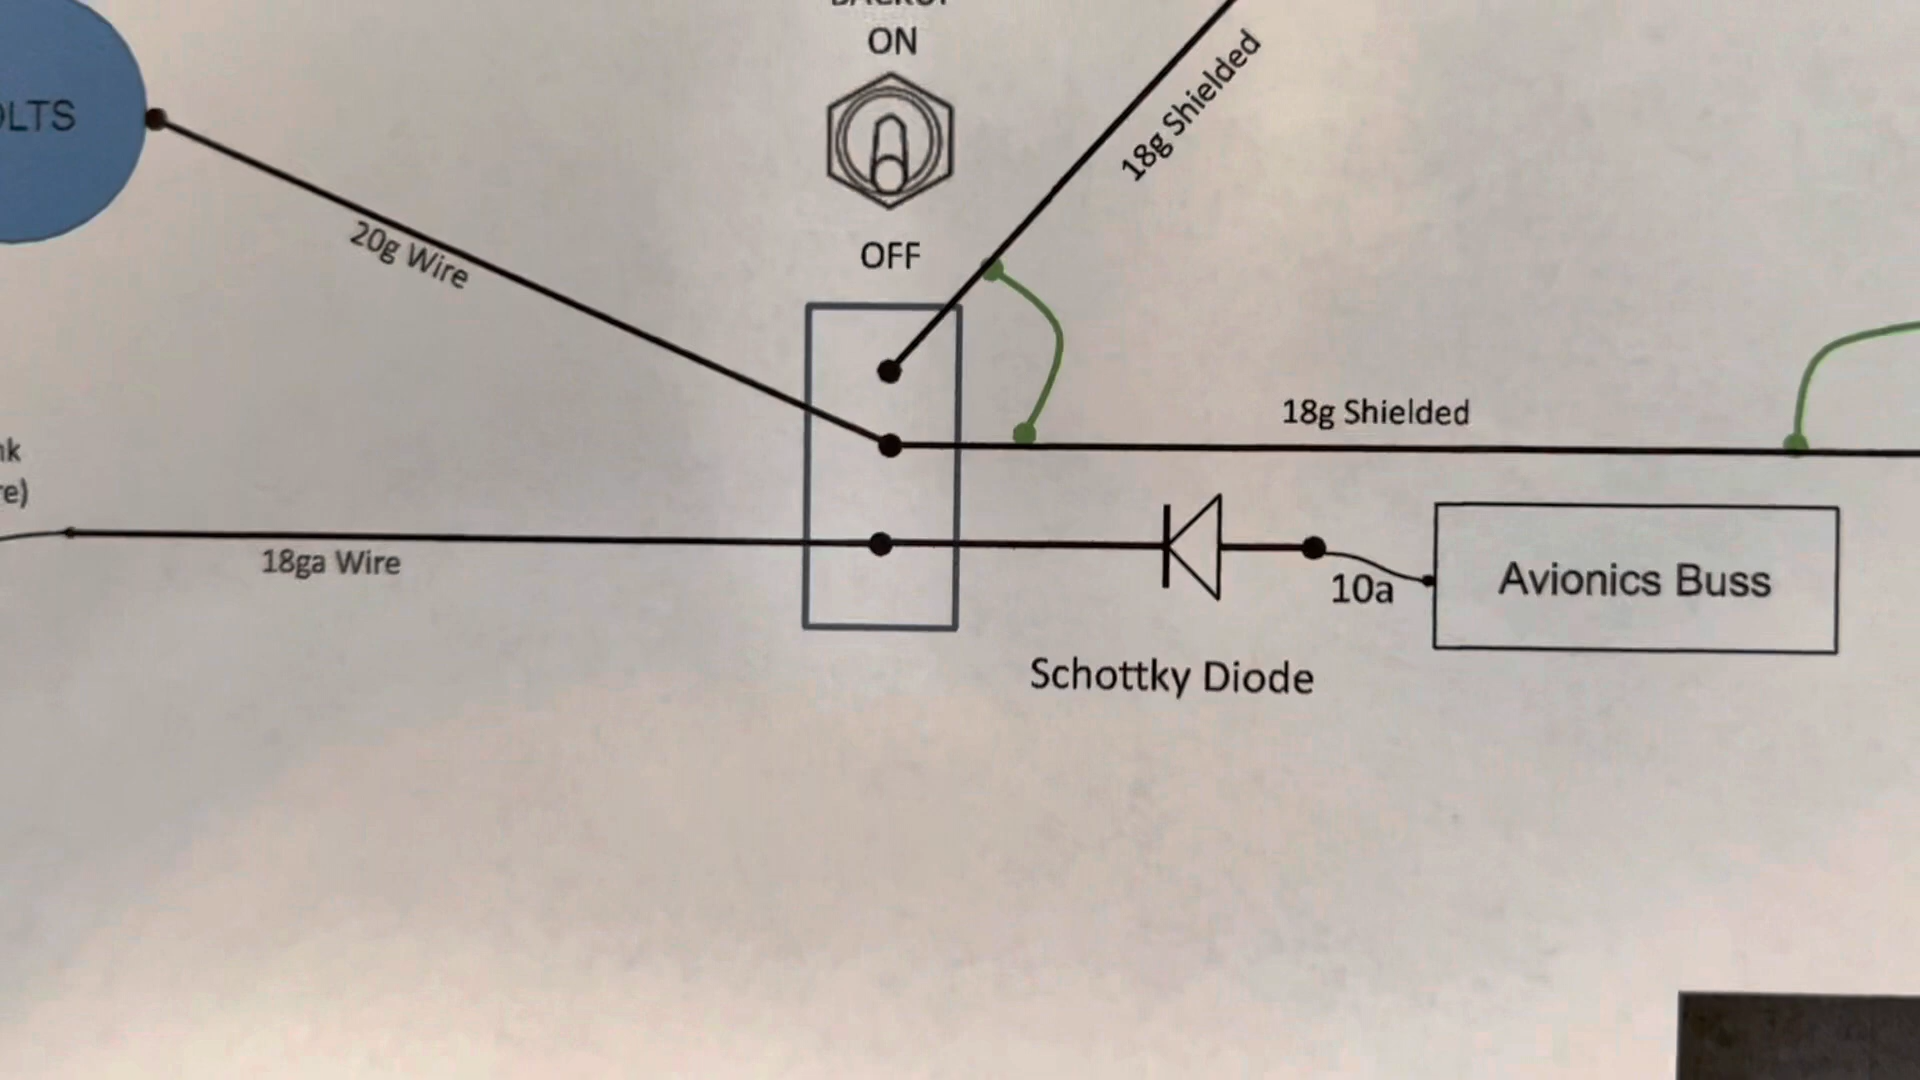 ON
18g Shielded
20g Wire
OFF
18g Shielded
18ga Wire
10a
Avionics Buss
Schottky Diode